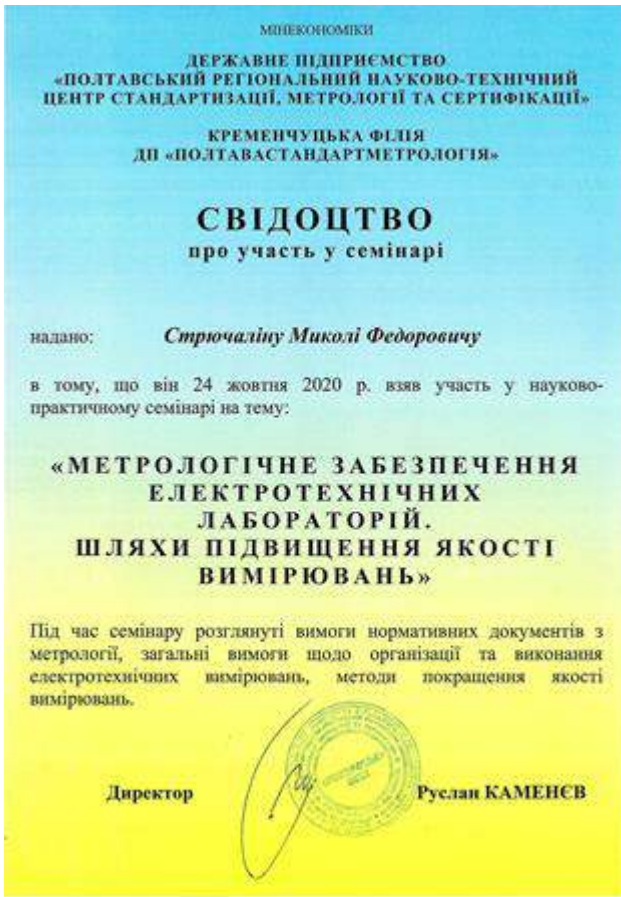 МІНЕКОНОМІКИ
ДЕРЖАВНЕ ПІДПРИЄМСТВО
«ПОЛТАВСЬКИЙ РЕГІОНАЛЬНИЙ НАУКОВО-ТЕХНІЧНИЙ
ЦЕНТР СТАНДАРТИЗАЦІЇ, МЕТРОЛОГІЇ ТА СЕРТИФІКАЦІЇ»
КРЕМЕНЧУЦЬКА ФІЛІЯ
ДП «ПОЛТАВАСТАНДАРТМЕТРОЛОГІЯ»
СВІДОЦТВО
про участь у семінарі
надано: Стрючаліну Миколі Федоровичу
в тому, що він 24 жовтня 2020 р. взяв участь у науково-
практичному семінарі на тему:
«МЕТРОЛОГІЧНЕ ЗАБЕЗПЕЧЕННЯ
ЕЛЕКТРОТЕХНІЧНИХ
ЛАБОРАТОРІЙ.
ШЛЯХИ ПІДВИЩЕННЯ ЯКОСТІ
ВИМІРЮВАНЬ»
Під час семінару розглянуті вимоги нормативних документів з
метрології, загальні вимоги щодо організації та виконання
електротехнічних вимірювань, методи покращення якості
вимірювань.
Директор Руслан КАМЕНЄВ